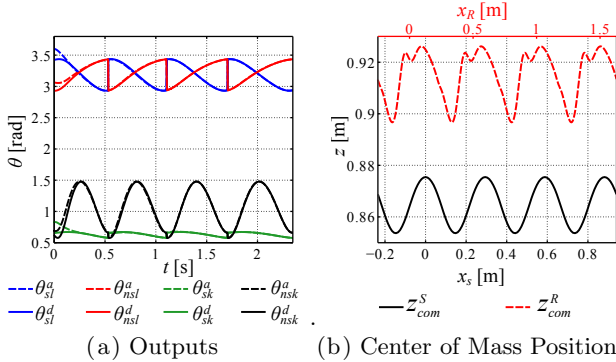 x_R [m]
0 0.5 1 1.5
3.5
3
2.5
2
1.5
1
0.5
θ [rad]
0 0.5 1 1.5 2
t [s]
0.92
0.9
0.88
0.86
z [m]
−0.2 0 0.2 0.4 0.6 0.8
x_s [m]
θ^a_sl θ^a_nsl θ^a_sk θ^a_nsk
θ^d_sl θ^d_nsl θ^d_sk θ^d_nsk
.
z^S_com z^R_com
(a) Outputs
(b) Center of Mass Position